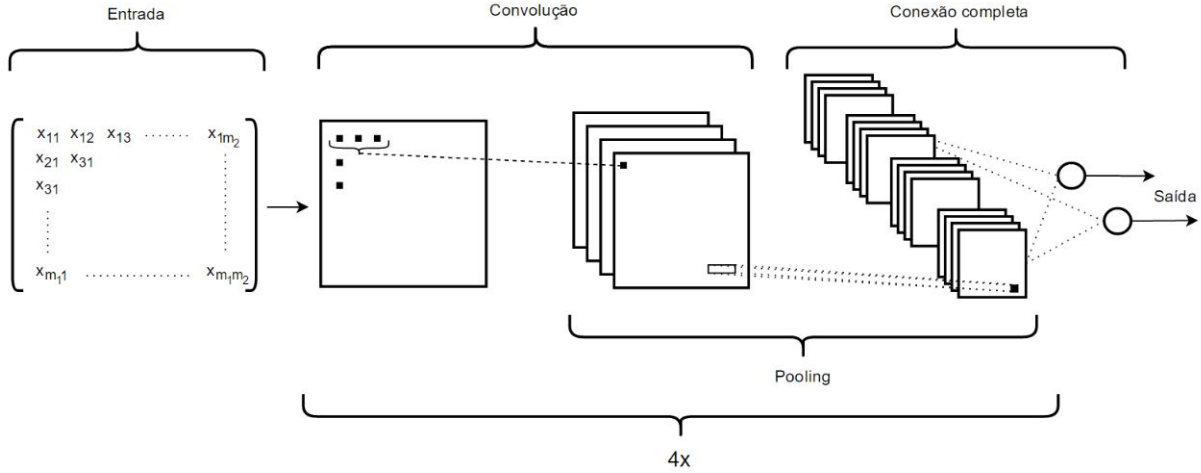 Entrada
Convolução
Conexão completa
x11 x12 x13 ........ x1m2
x21 x31
x31
xm11 ................ xm1m2
Saída
Pooling
4x